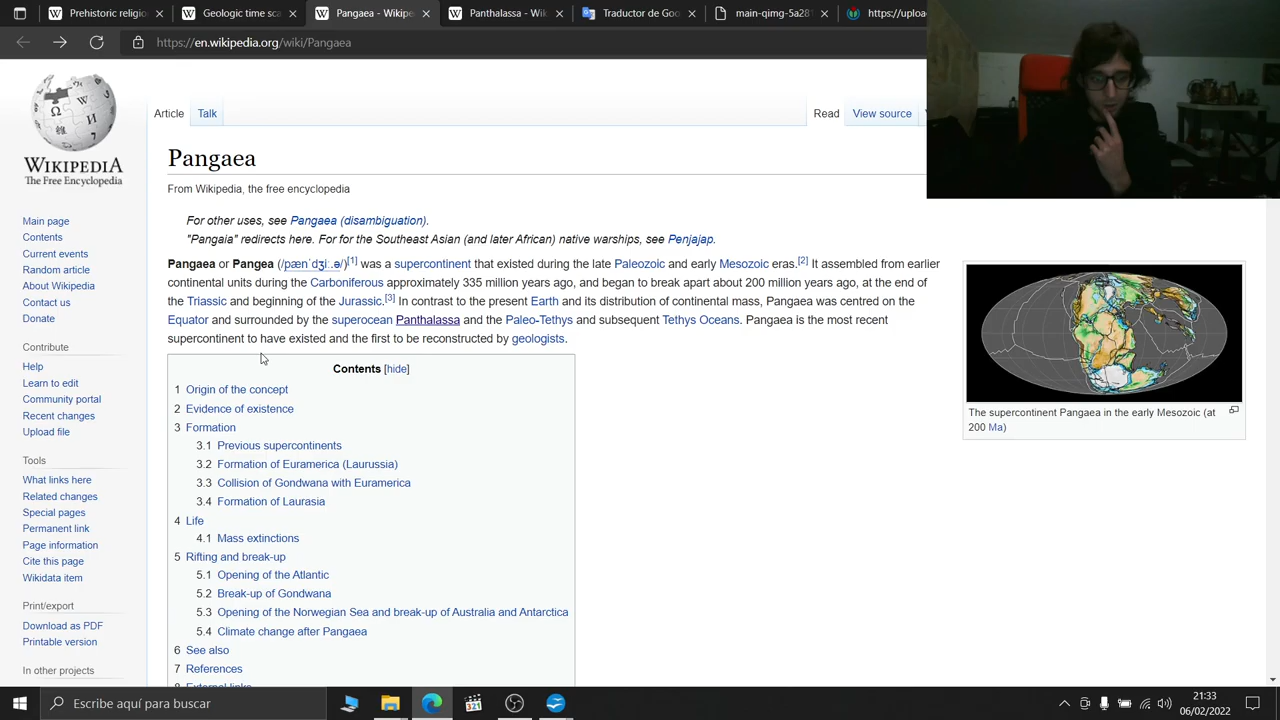 Prehistoric religio
Geologic time sca
Pangaea - Wikipe
Panthalassa - Wik
Traductor de Goo
main-qimg-5a281
https://uploa
https://en.wikipedia.org/wiki/Pangaea
WIKIPEDIA
The Free Encyclopedia
Main page
Contents
Current events
Random article
About Wikipedia
Contact us
Donate
Contribute
Help
Learn to edit
Community portal
Recent changes
Upload file
Tools
What links here
Related changes
Special pages
Permanent link
Page information
Cite this page
Wikidata item
Print/export
Download as PDF
Printable version
In other projects
Article Talk
Read View source
Pangaea
From Wikipedia, the free encyclopedia
For other uses, see Pangaea (disambiguation).
"Pangaia" redirects here. For for the Southeast Asian (and later African) native warships, see Penjajap.
Pangaea or Pangea (/pænˈdʒiː.ə/)[1] was a supercontinent that existed during the late Paleozoic and early Mesozoic eras.[2] It assembled from earlier
continental units during the Carboniferous approximately 335 million years ago, and began to break apart about 200 million years ago, at the end of
the Triassic and beginning of the Jurassic.[3] In contrast to the present Earth and its distribution of continental mass, Pangaea was centred on the
Equator and surrounded by the superocean Panthalassa and the Paleo-Tethys and subsequent Tethys Oceans. Pangaea is the most recent
supercontinent to have existed and the first to be reconstructed by geologists.
Contents [hide]
1 Origin of the concept
2 Evidence of existence
3 Formation
3.1 Previous supercontinents
3.2 Formation of Euramerica (Laurussia)
3.3 Collision of Gondwana with Euramerica
3.4 Formation of Laurasia
4 Life
4.1 Mass extinctions
5 Rifting and break-up
5.1 Opening of the Atlantic
5.2 Break-up of Gondwana
5.3 Opening of the Norwegian Sea and break-up of Australia and Antarctica
5.4 Climate change after Pangaea
6 See also
7 References
8 External links
The supercontinent Pangaea in the early Mesozoic (at
200 Ma)
Escribe aquí para buscar
321
21:33
06/02/2022